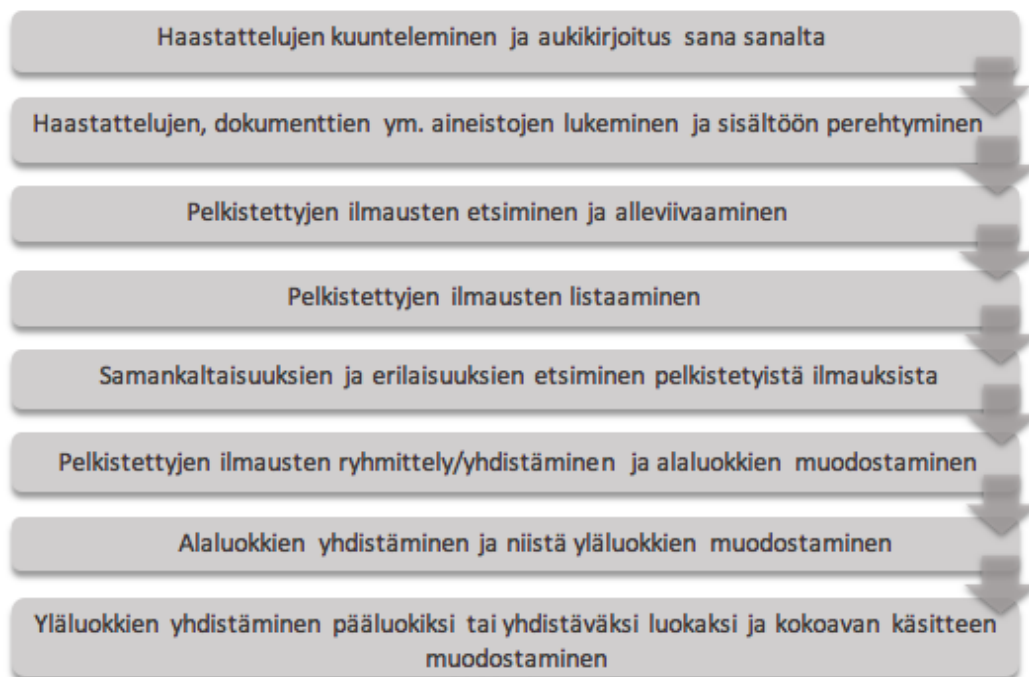 Haastattelujen kuunteleminen ja aukikirjoitus sana sanalta
Haastattelujen, dokumenttien ym. aineistojen lukeminen ja sisältöön perehtyminen
Pelkistettyjen ilmausten etsiminen ja alleviivaaminen
Pelkistettyjen ilmausten listaaminen
Samankaltaisuuksien ja erilaisuuksien etsiminen pelkistetyistä ilmauksista
Pelkistettyjen ilmausten ryhmittely/yhdistäminen ja alaluokkien muodostaminen
Alaluokkien yhdistäminen ja niistä yläluokkien muodostaminen
Yläluokkien yhdistäminen pääluokiksi tai yhdistäväksi luokaksi ja kokoavan käsitteen
muodostaminen